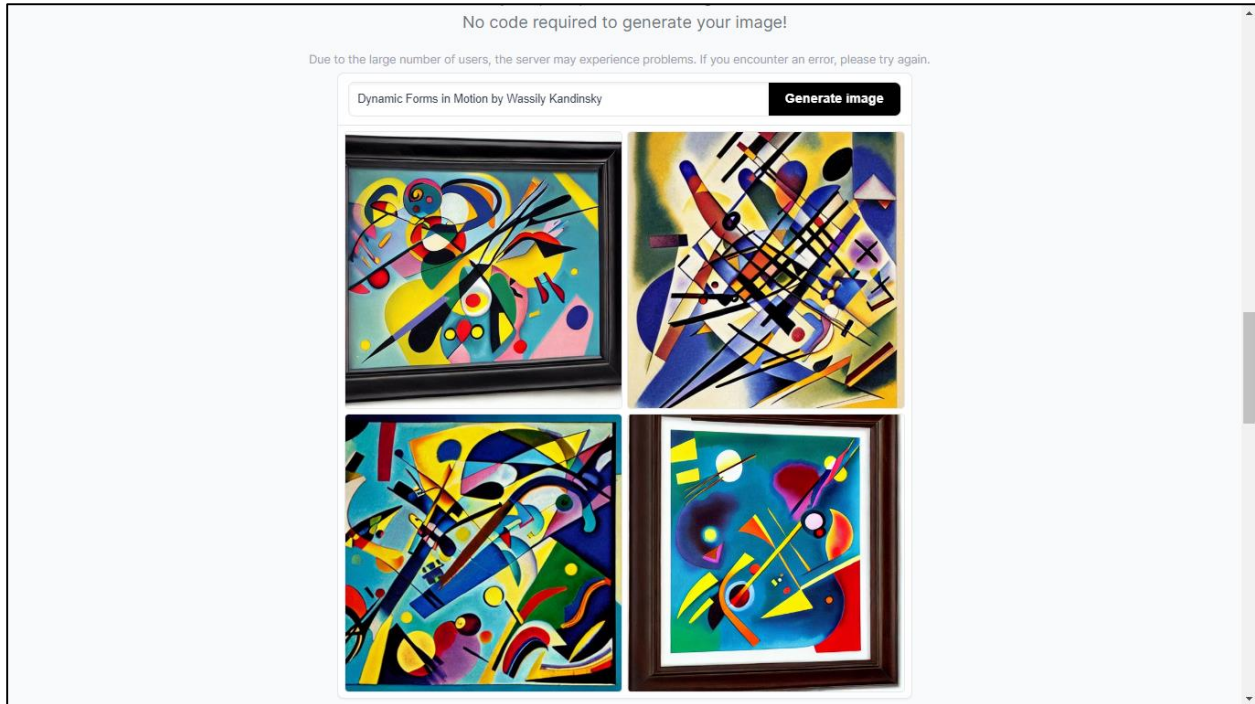 No code required to generate your image!
Due to the large number of users, the server may experience problems. If you encounter an error, please try again.
Dynamic Forms in Motion by Wassily Kandinsky
Generate image